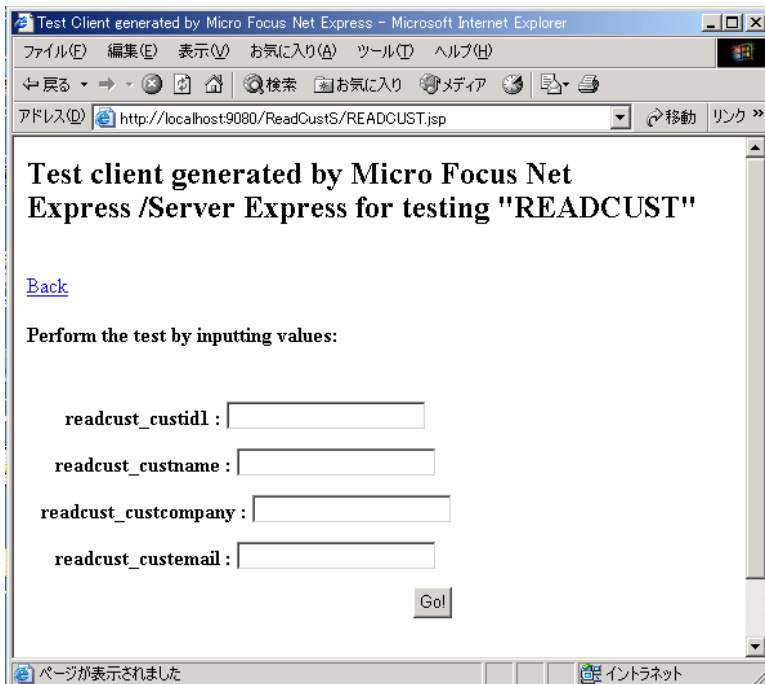 Test Client generated by Micro Focus Net Express - Microsoft Internet Explorer
ファイル(F) 編集(E) 表示(V) お気に入り(A) ツール(T) ヘルプ(H)
戻る 検索 お気に入り メディア
アドレス(D) http://localhost:9080/ReadCustS/READCUST.jsp 移動 リンク »
Test client generated by Micro Focus Net
Express /Server Express for testing "READCUST"
Back
Perform the test by inputting values:
readcust_custid1 :
readcust_custname :
readcust_custcompany :
readcust_custemail :
Go!
ページが表示されました イントラネット